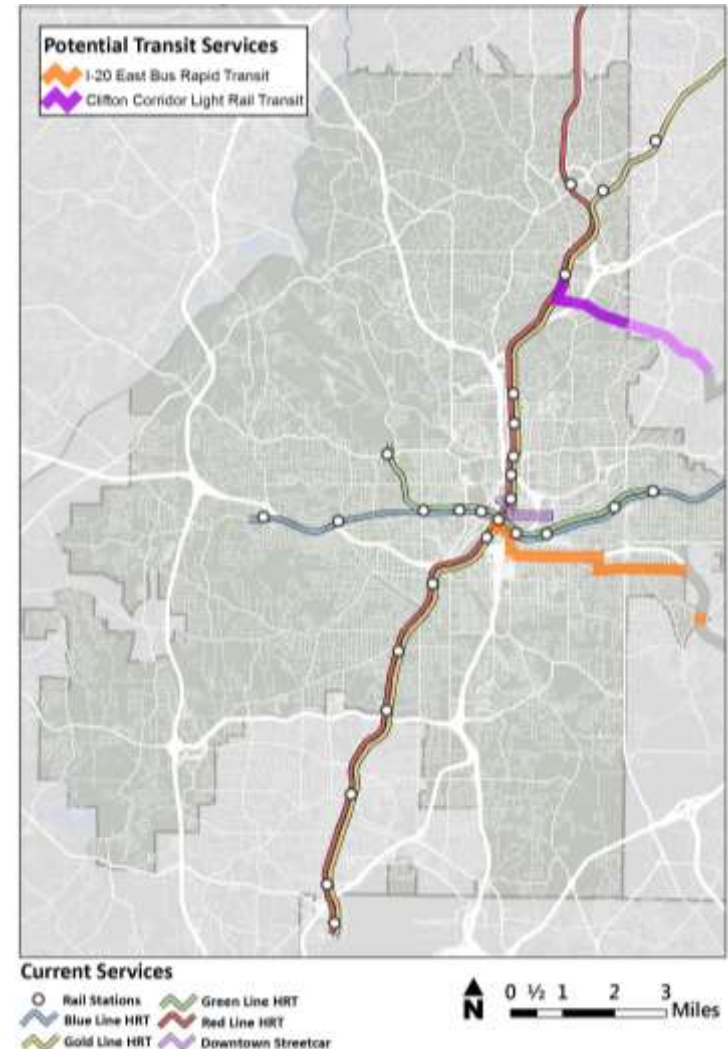 Potential Transit Services
I-20 East Bus Rapid Transit
Clifton Corridor Light Rail Transit
Current Services
Rail Stations
Blue Line HRT
Gold Line HRT
Green Line HRT
Red Line HRT
Downtown Streetcar
N
0 ½ 1 2 3
Miles